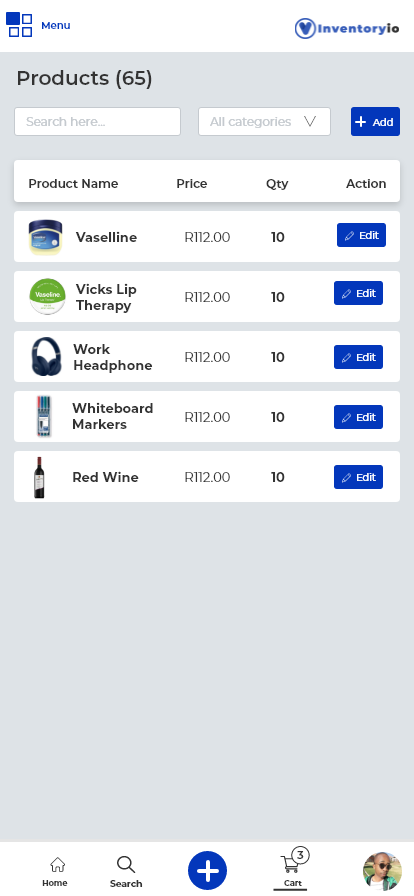 Menu
Inventoryio
Products (65)
Search here...
All categories
Add
Product Name Price Qty Action
Vaselline R112.00 10 Edit
Vaseline
Vicks Lip
Therapy R112.00 10 Edit
Work
Headphone R112.00 10 Edit
Whiteboard
Markers R112.00 10 Edit
Red Wine R112.00 10 Edit
3
Home Search Cart